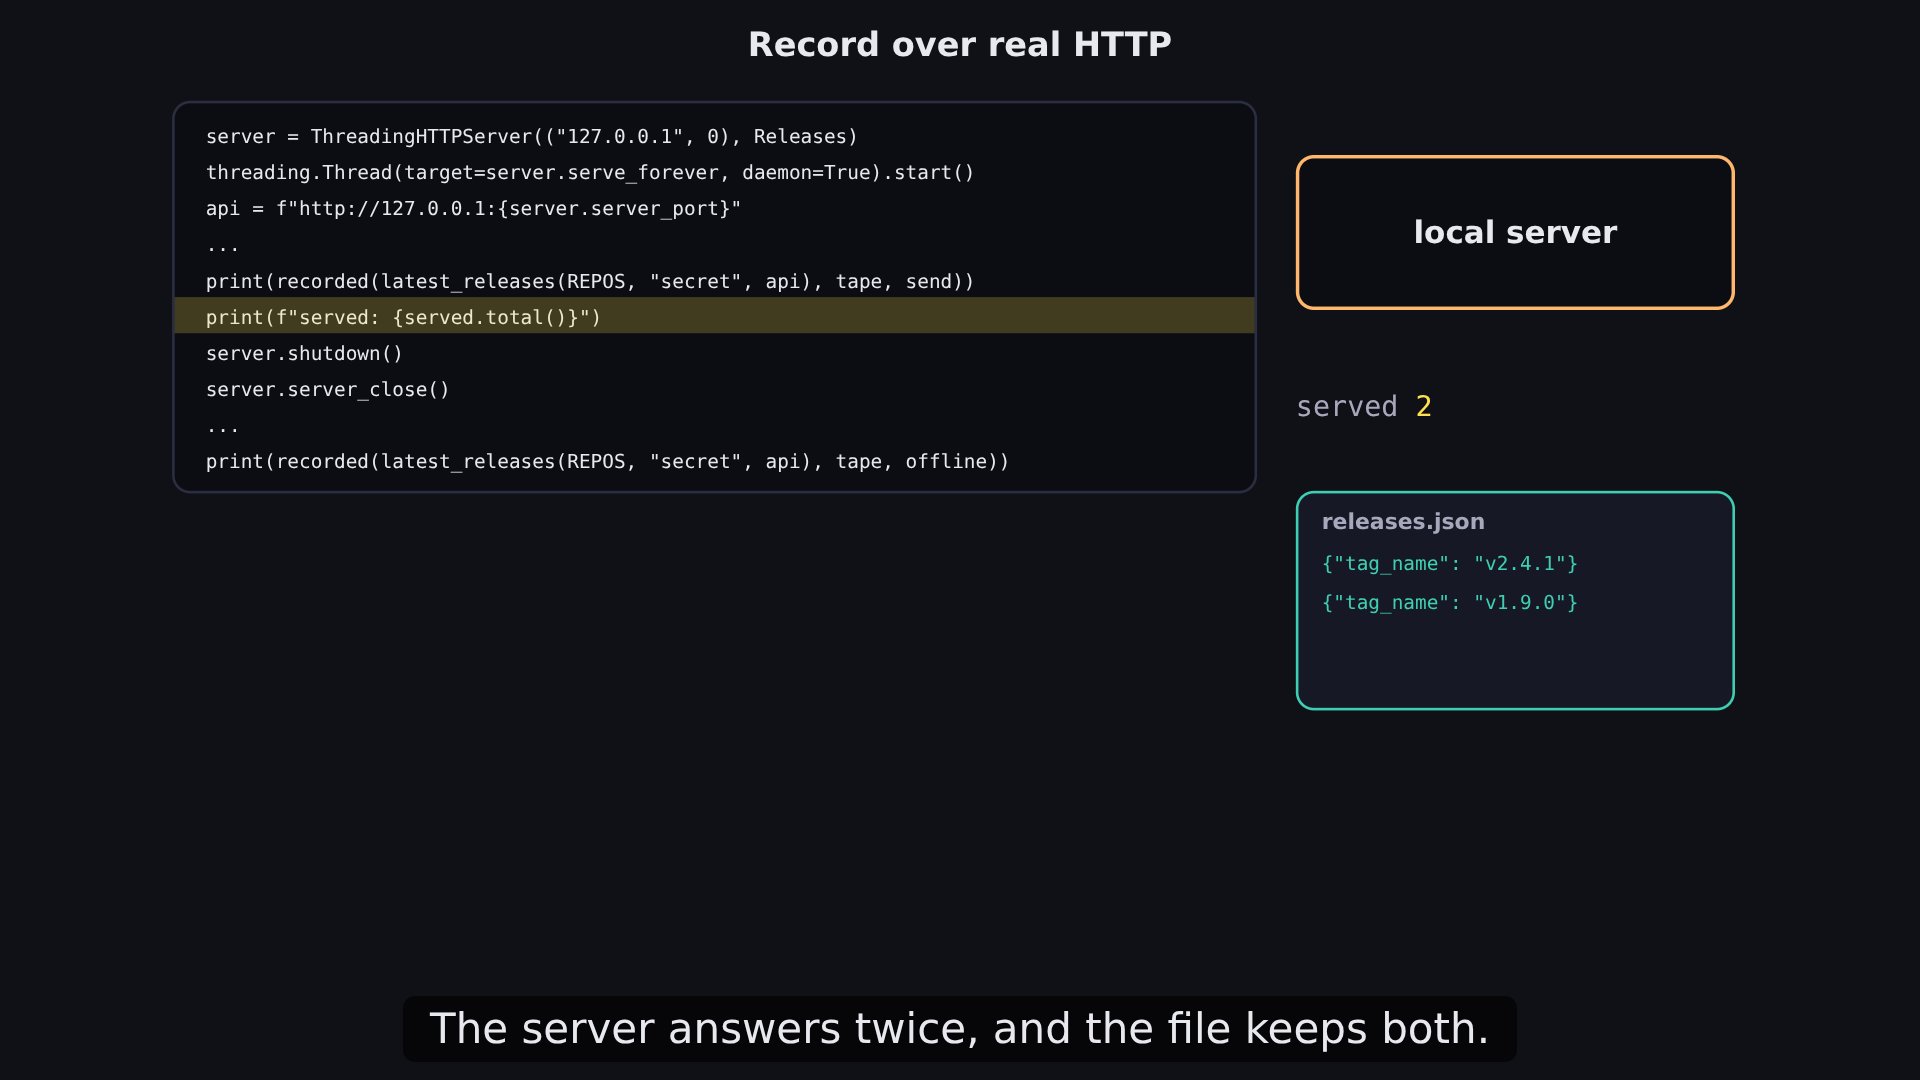 Record over real HTTP
server = ThreadingHTTPServer(("127.0.0.1", 0), Releases)
threading.Thread(target=server.serve_forever, daemon=True).start()
api = f"http://127.0.0.1:{server.server_port}"
...
print(recorded(latest_releases(REPOS, "secret", api), tape, send))
print(f"served: {served.total()}")
server.shutdown()
server.server_close()
...
print(recorded(latest_releases(REPOS, "secret", api), tape, offline))
local server
served 2
releases.json
{"tag_name": "v2.4.1"}
{"tag_name": "v1.9.0"}
The server answers twice, and the file keeps both.